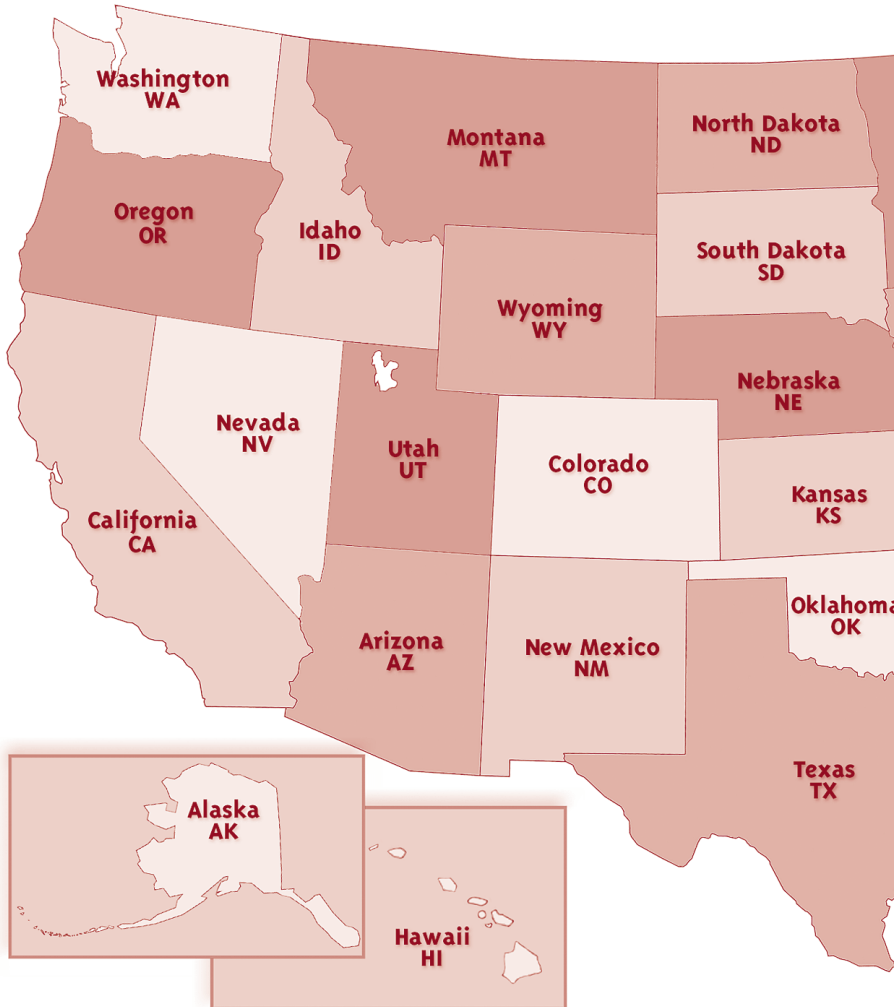 Washington
WA
Montana
MT
North Dakota
ND
Oregon
OR
Idaho
ID
South Dakota
SD
Wyoming
WY
Nebraska
NE
Nevada
NV
Utah
UT
Colorado
CO
Kansas
KS
California
CA
Oklahoma
OK
Arizona
AZ
New Mexico
NM
Texas
TX
Alaska
AK
Hawaii
HI